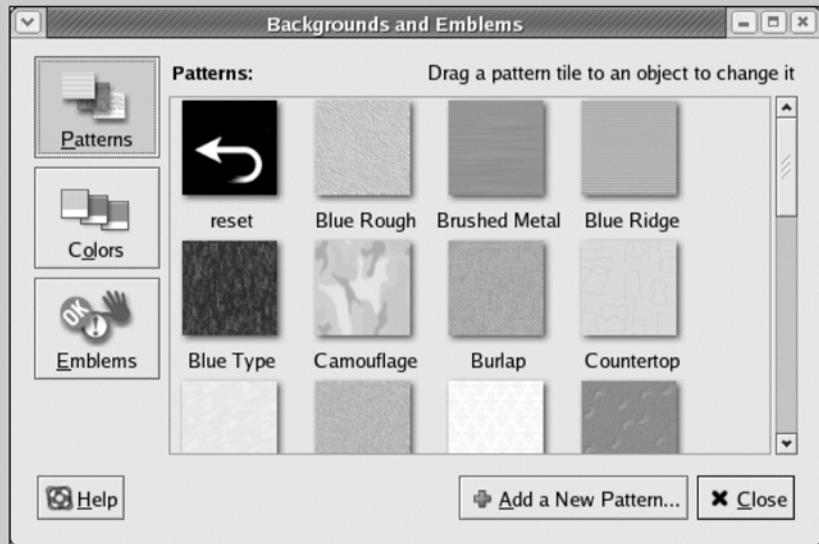 Backgrounds and Emblems
Patterns:
Drag a pattern tile to an object to change it
Patterns
Colors
OK
!
Emblems
reset
Blue Rough
Brushed Metal
Blue Ridge
Blue Type
Camouflage
Burlap
Countertop
Help
Add a New Pattern...
Close